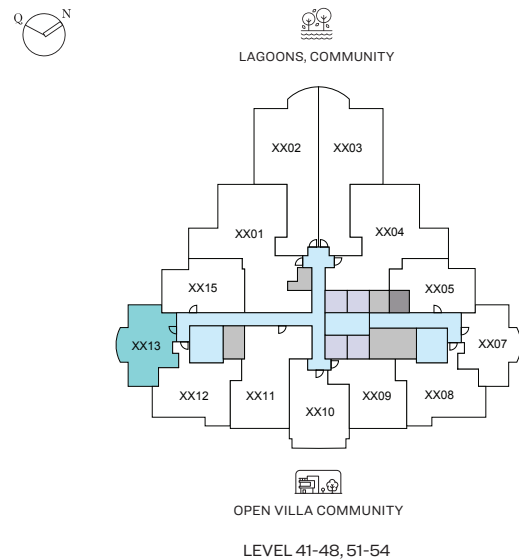 Q N
LAGOONS, COMMUNITY
XX02 XX03
XX01 XX04
XX15 XX05
XX13 XX07
XX12 XX11 XX10 XX09 XX08
OPEN VILLA COMMUNITY
LEVEL 41-48, 51-54